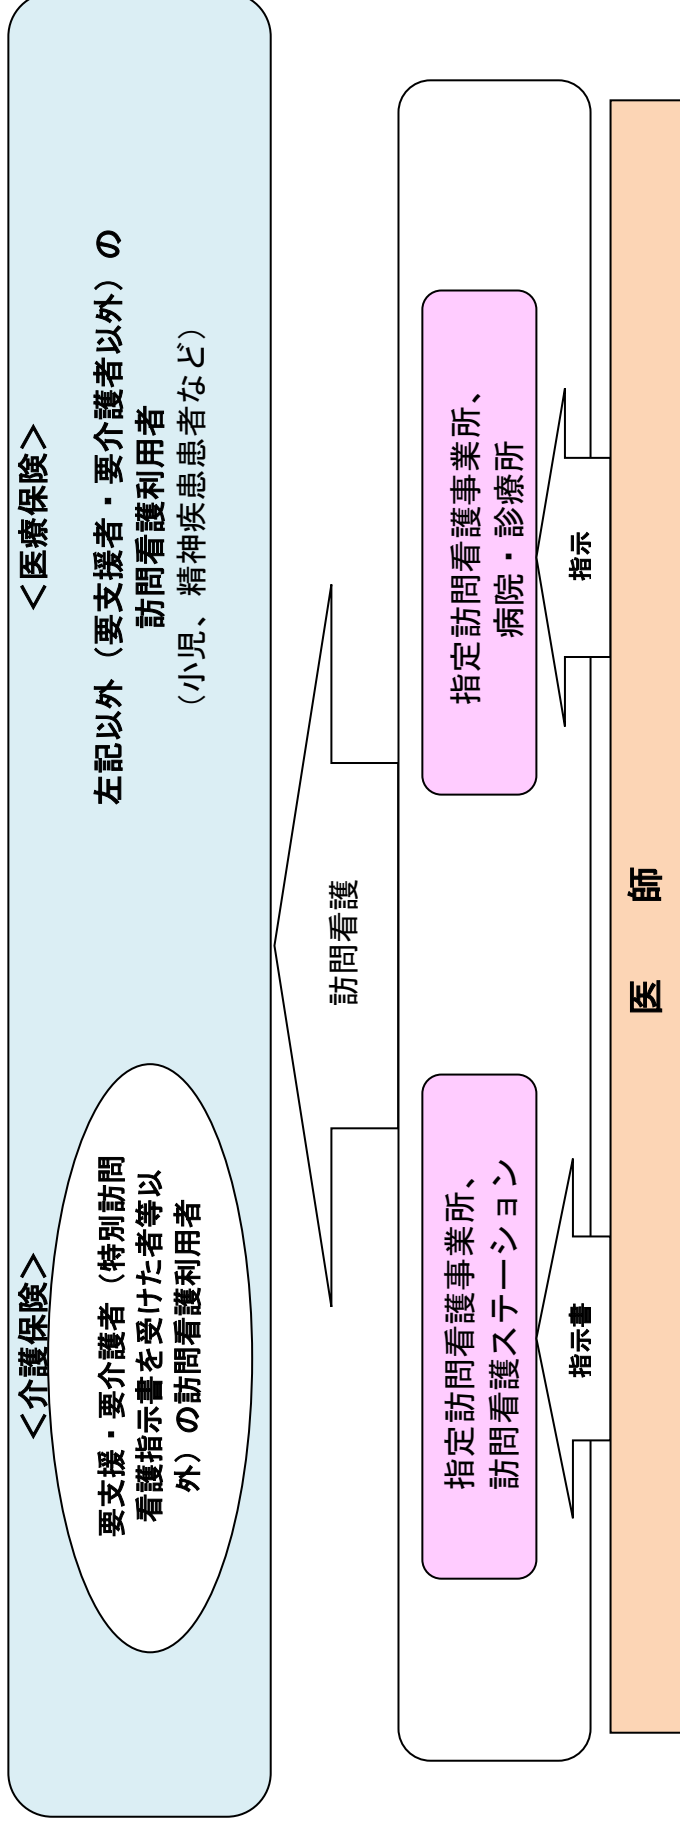 ＜介護保険＞
要支援・要介護者（特別訪問
看護指示書を受けた者等以
外）の訪問看護利用者
＜医療保険＞
左記以外（要支援者・要介護者以外）の
訪問看護利用者
（小児、精神疾患患者など）
訪問看護
指定訪問看護事業所、
訪問看護ステーション
指定訪問看護事業所、
病院・診療所
指示書
指示
医　師